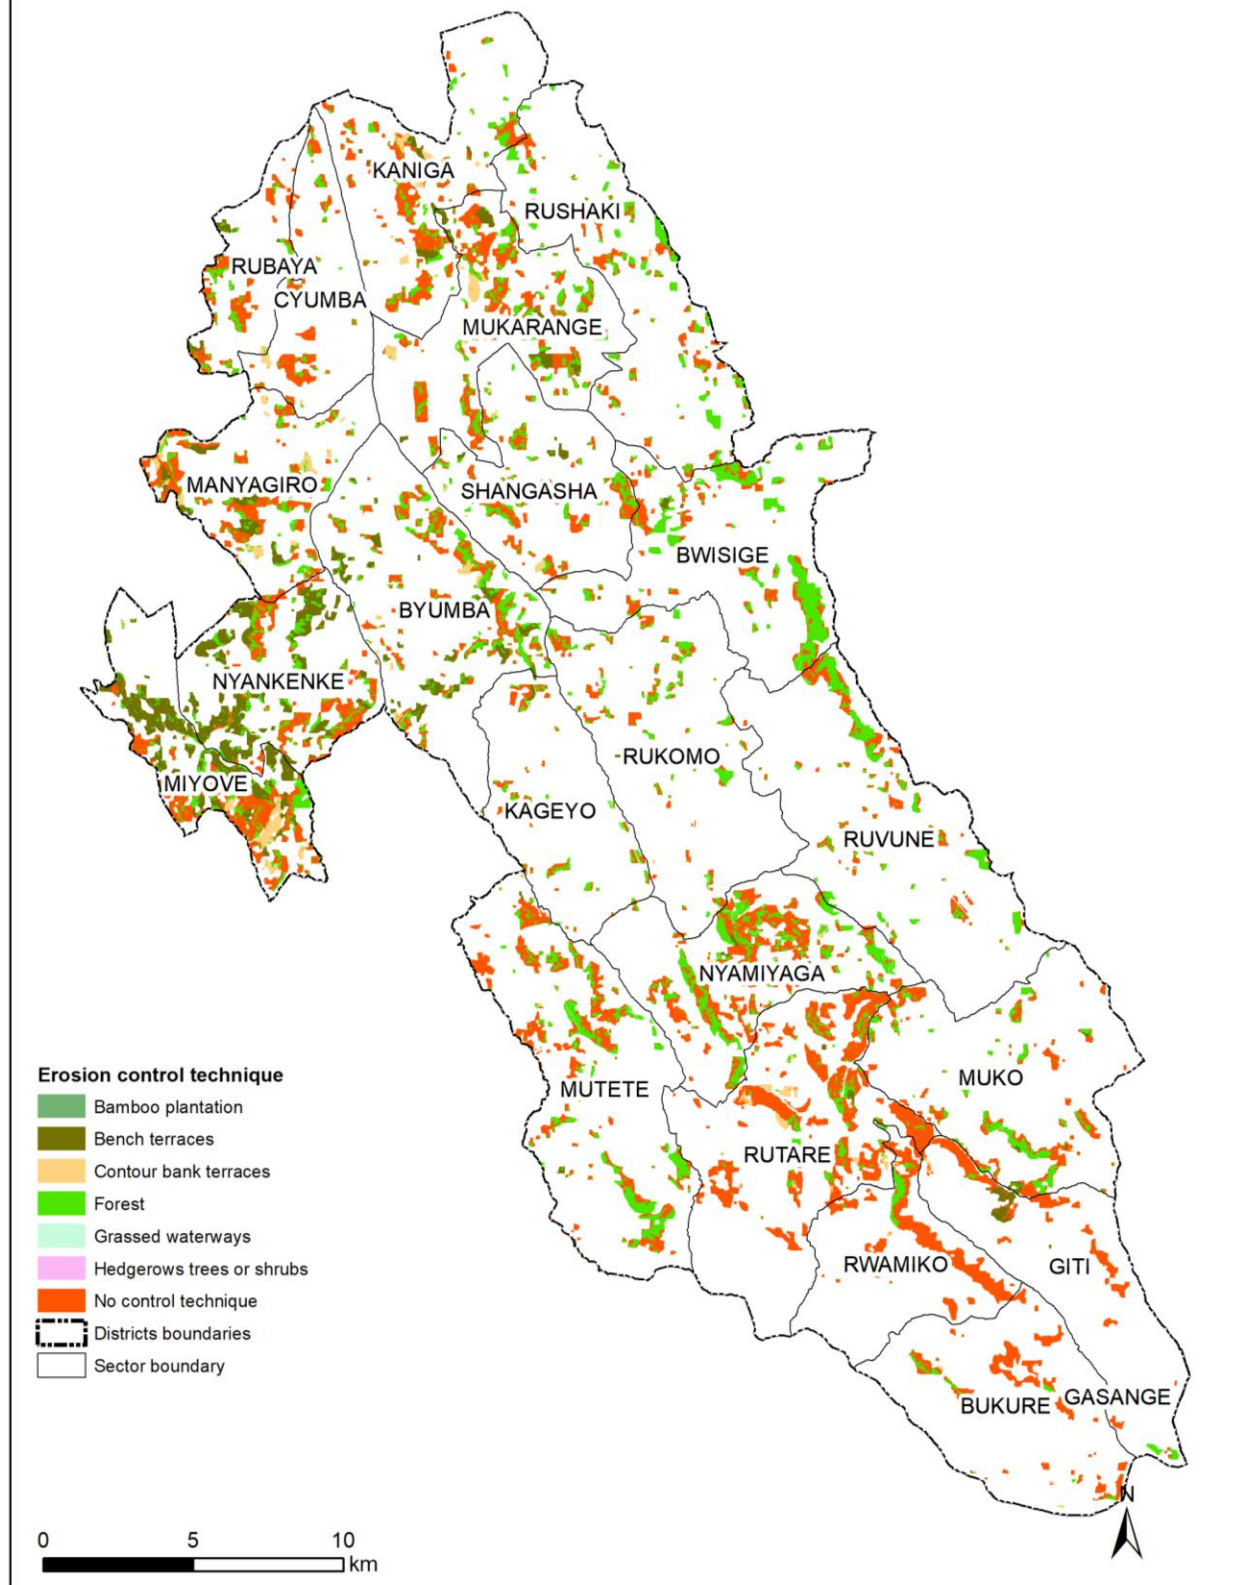 KANIGA
RUSHAKI
RUBAYA
CYUMBA
MUKARANGE
MANYAGIRO
SHANGASHA
BWISIGE
BYUMBA
NYANKENKE
RUKOMO
MIYOVE
KAGEYO
RUVUNE
NYAMIYAGA
Erosion control technique
Bamboo plantation
Bench terraces
Contour bank terraces
Forest
Grassed waterways
Hedgerows trees or shrubs
No control technique
Districts boundaries
Sector boundary
MUTETE
MUKO
RUTARE
RWAMIKO
GITI
BUKURE
GASANGE
N
0 5 10
km